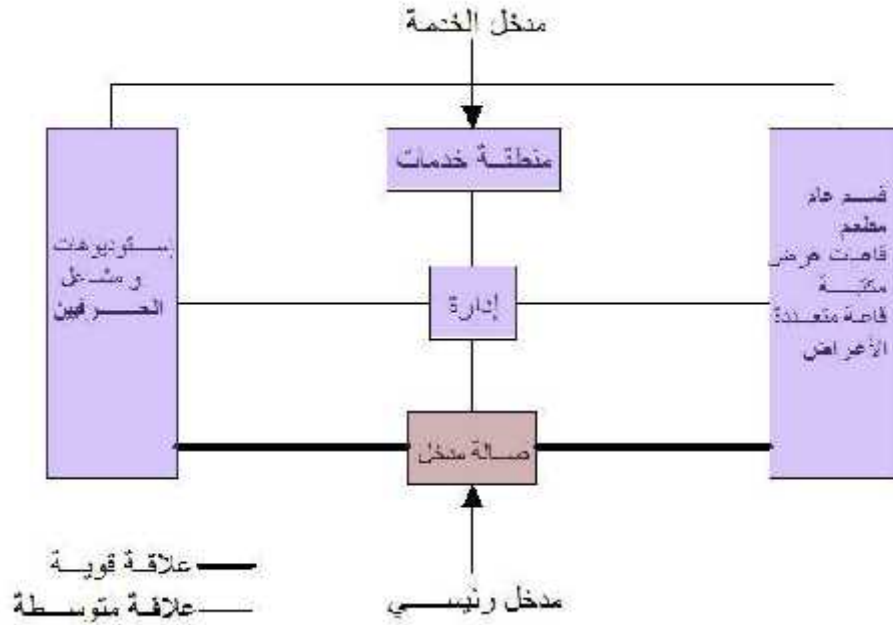 مدخل الخدمة
منطقة خدمات
قسم عام
مطعم
قاعات عرض
مكتبة
قاعة متعددة
الأغراض
إستوديوهات
و مشاغل
الحرفيين
إدارة
صالة مدخل
مدخل رئيسي
علاقة قوية
علاقة متوسطة